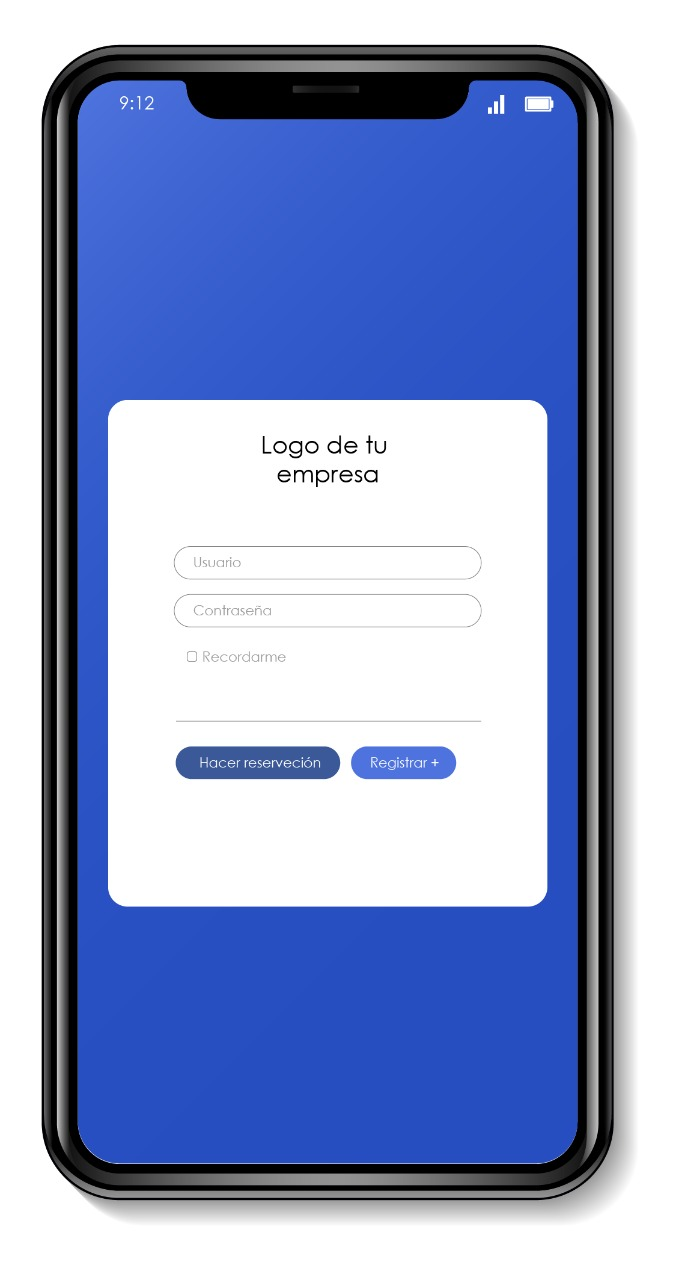 9:12
Logo de tu
empresa
Usuario
Contraseña
Recordarme
Hacer reserveción
Registrar +